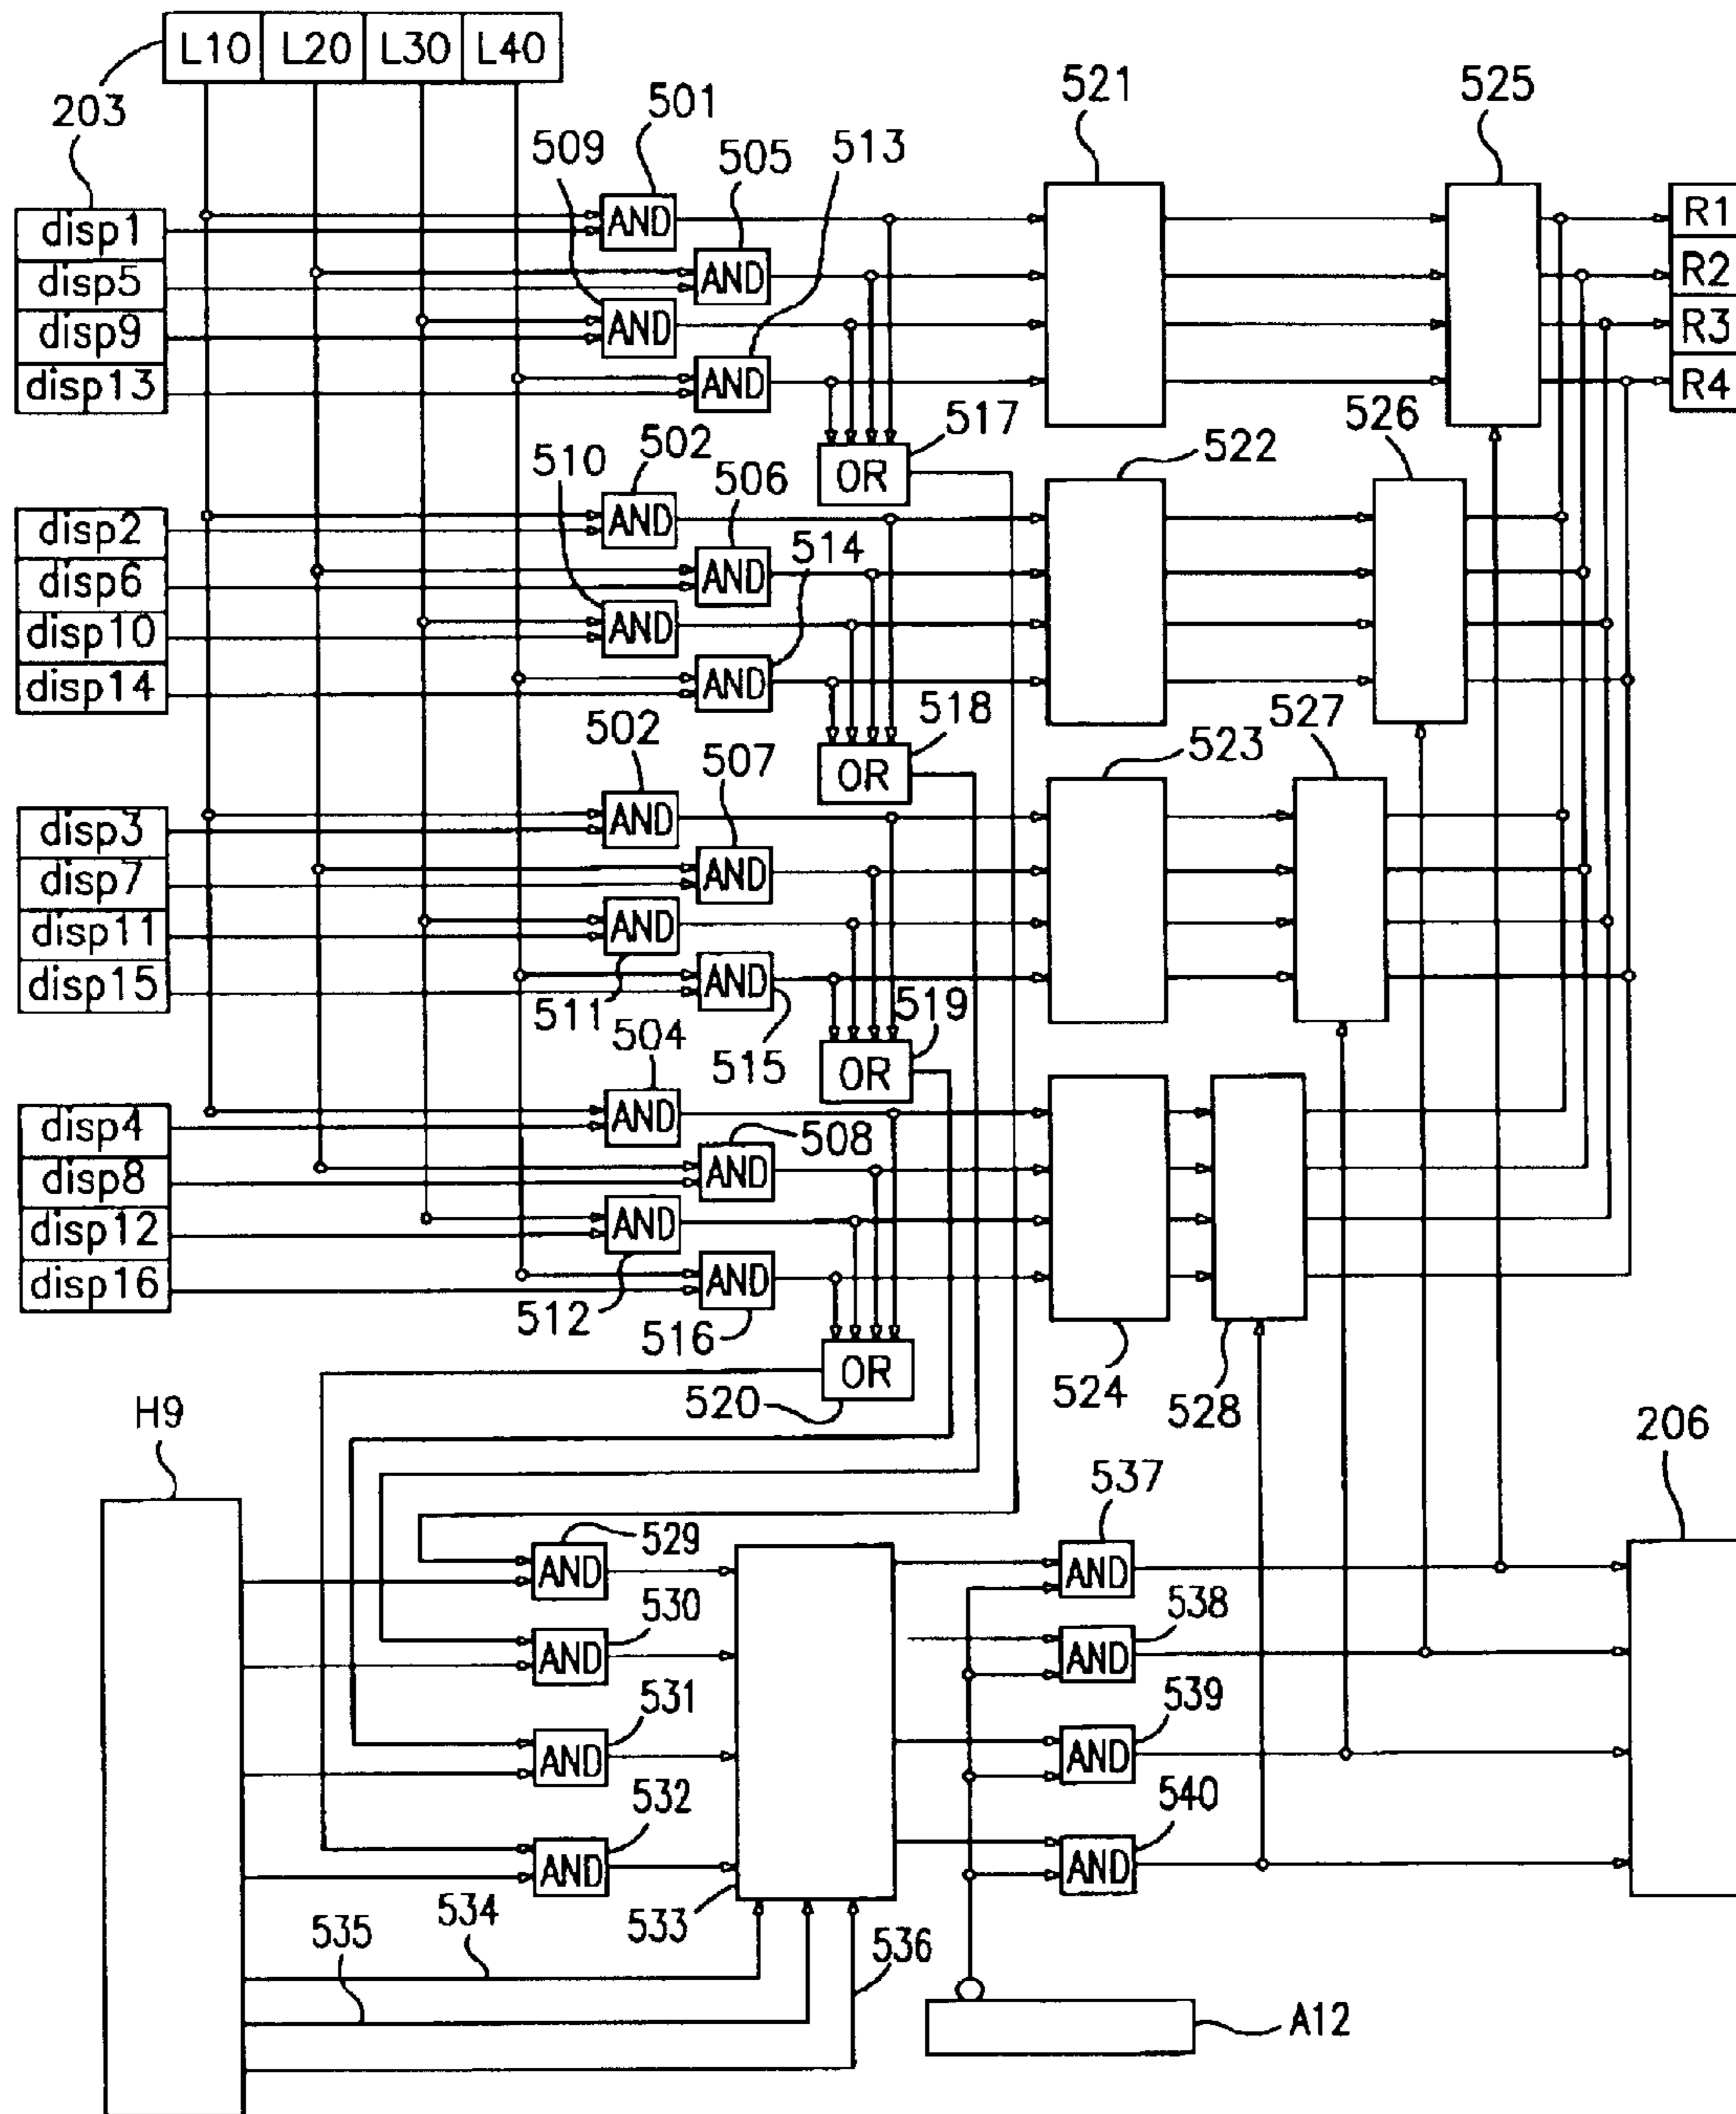 L10 L20 L30 L40
203
501
509
505
513
521
525
disp1
disp5
disp9
disp13
AND
AND
AND
AND
R1
R2
R3
R4
517
OR
510
502
506
514
522
526
disp2
disp6
disp10
disp14
AND
AND
AND
AND
518
OR
502
507
523
527
disp3
disp7
disp11
disp15
AND
AND
AND
AND
511
515
519
OR
504
508
disp4
disp8
disp12
disp16
AND
AND
AND
AND
512
516
OR
520
524
528
H9
206
529
AND
530
AND
531
AND
532
AND
533
537
AND
538
AND
539
AND
540
AND
534
535
536
A12